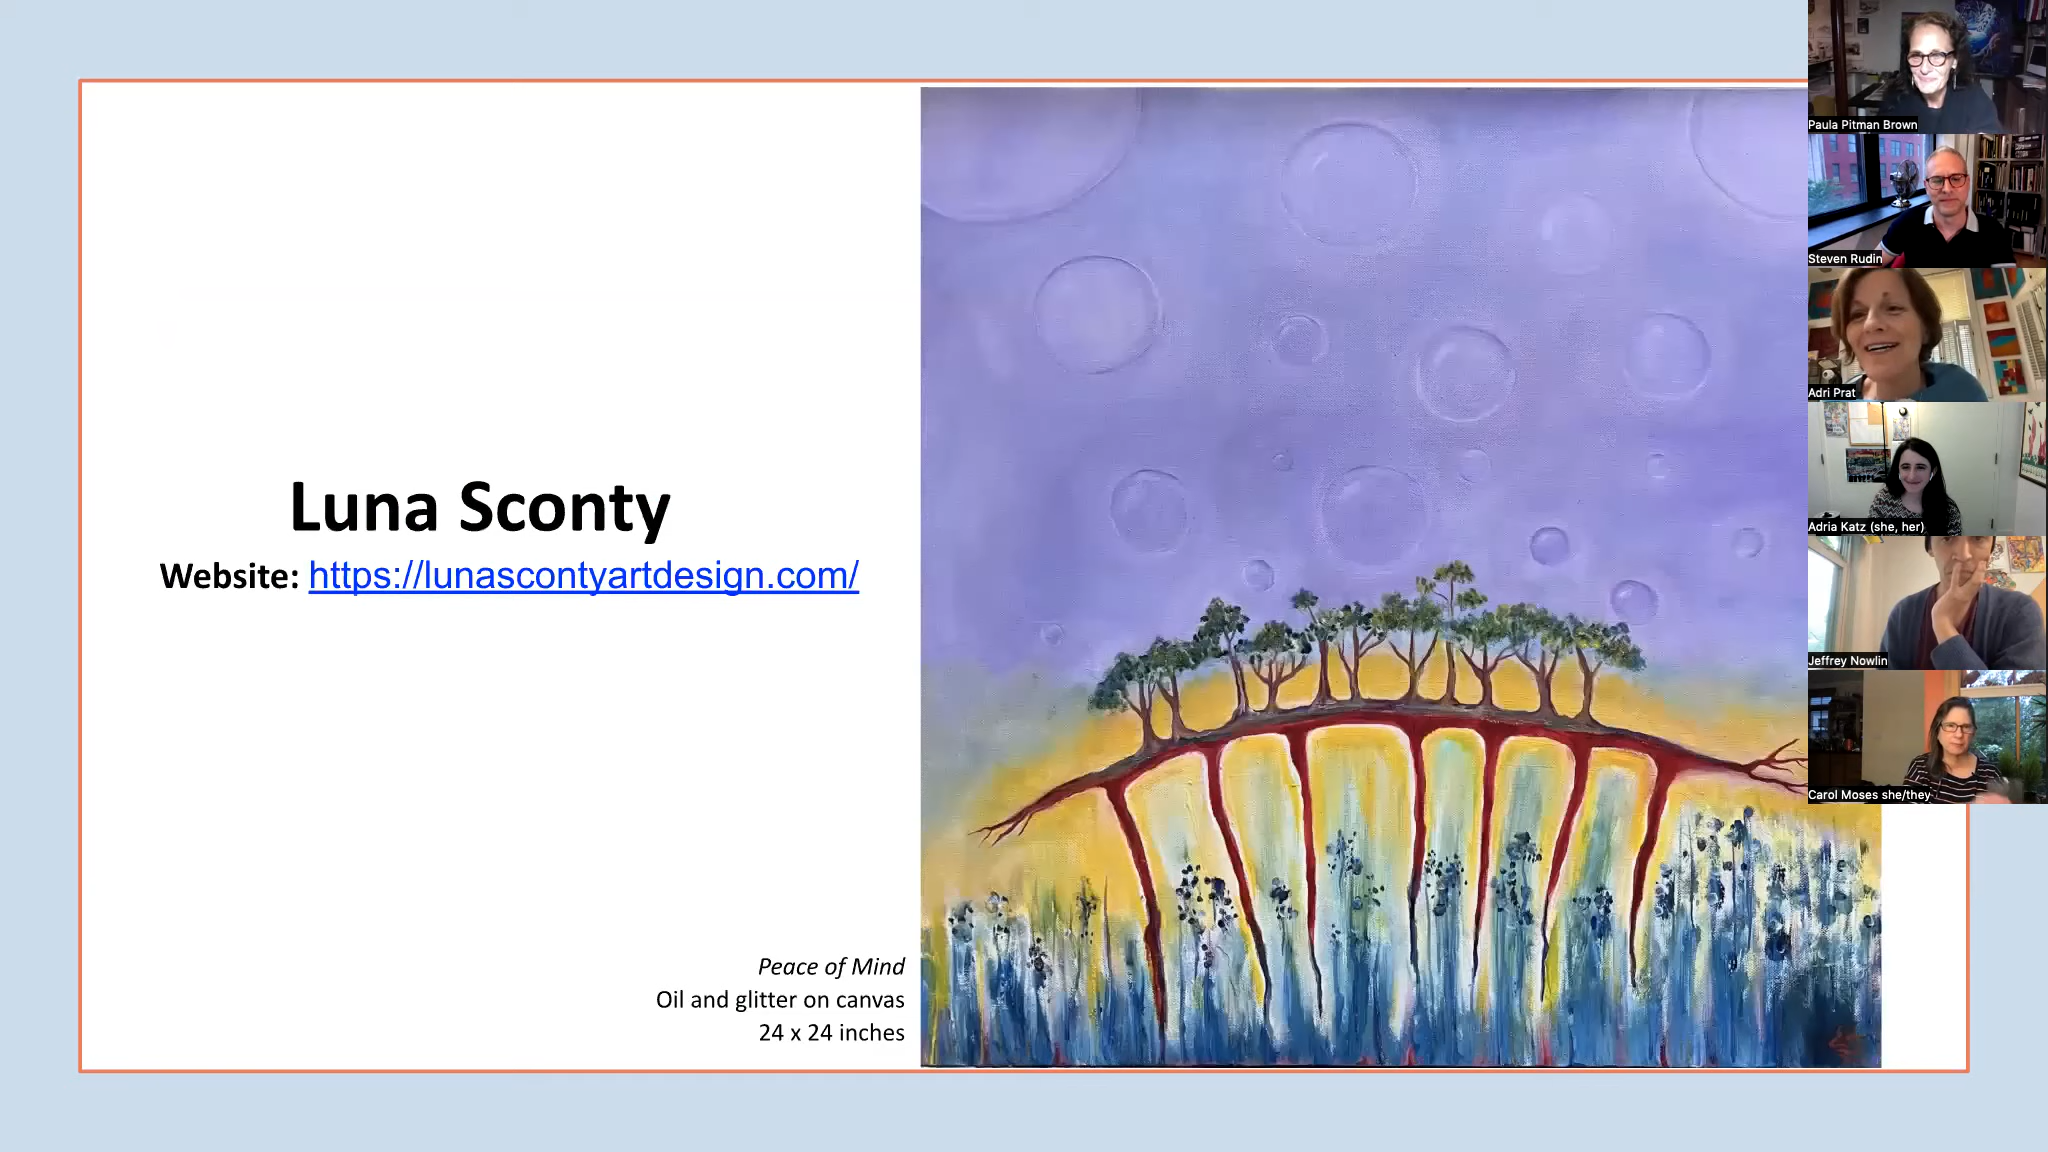 Luna Sconty
Website: https://lunascontyartdesign.com/
Peace of Mind
Oil and glitter on canvas
24 x 24 inches
Paula Pitman Brown
Steven Rudin
Adri Prat
Adria Katz (she, her)
Jeffrey Nowlin
Carol Moses she/they